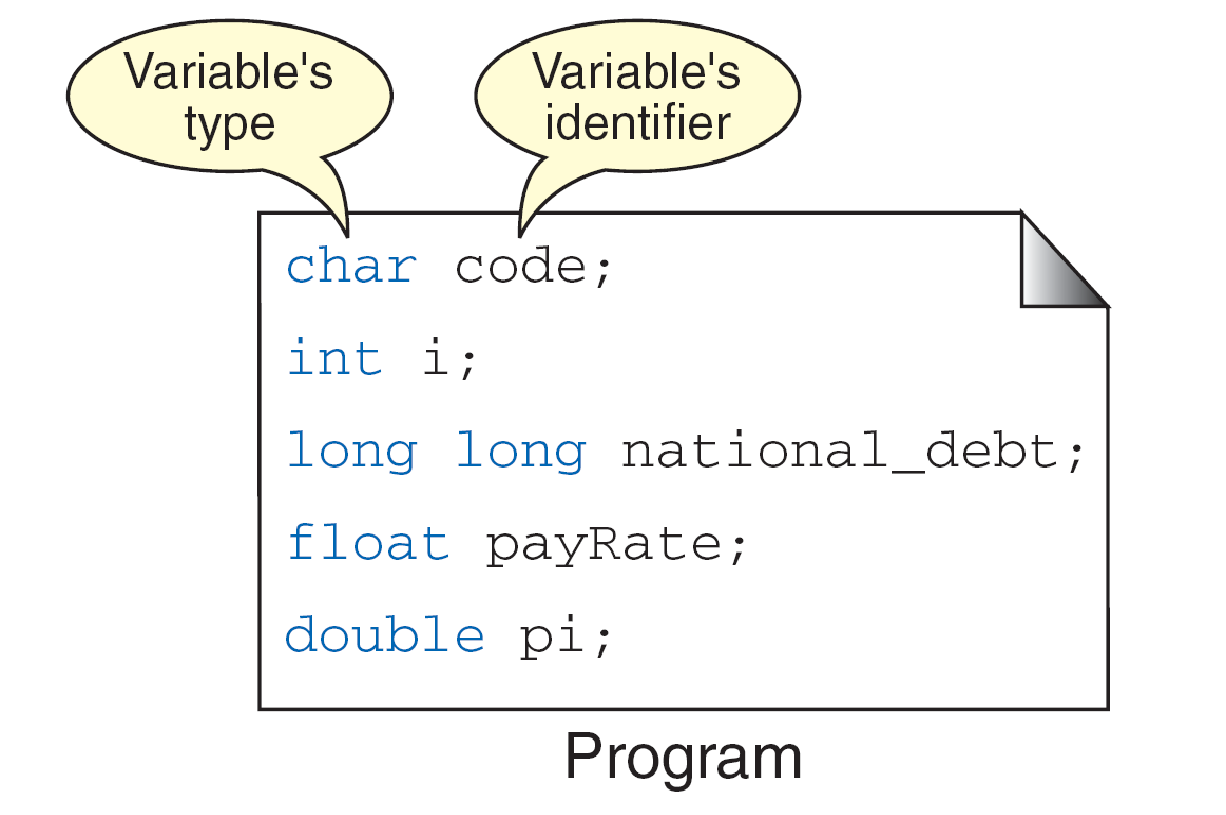 Variable's
type
Variable's
identifier
char code;
int i;
long long national_debt;
float payRate;
double pi;
Program